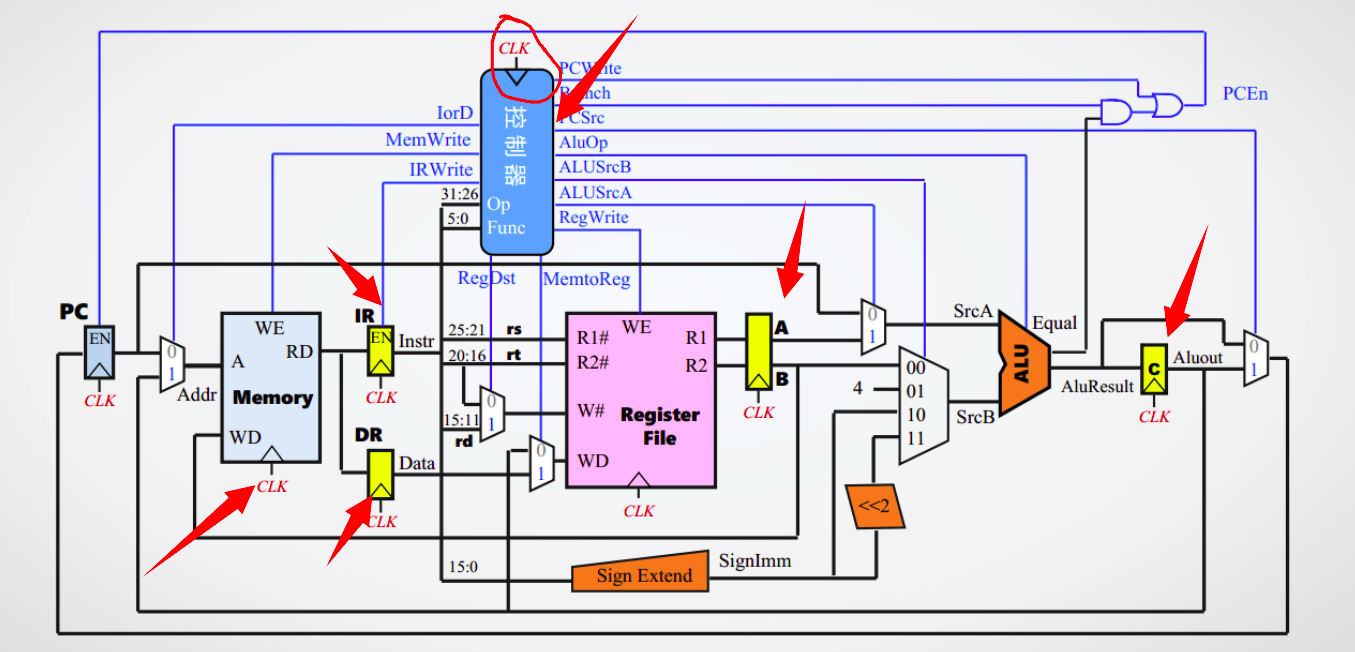 CLK
PCWrite
Branch
PCSrc
AluOp
ALUSrcB
ALUSrcA
RegWrite
IorD
MemWrite
IRWrite
控制器
31:26
Op
5:0
Func
PCEn
RegDst
MemtoReg
PC
EN
CLK
0
1
Addr
WE
A
RD
Memory
WD
CLK
IR
EN
Instr
CLK
DR
Data
CLK
25:21
rs
20:16
rt
15:11
rd
0
1
0
1
R1#
WE
R1
R2#
R2
W#
Register
File
WD
CLK
A
B
CLK
0
1
SrcA
4
00
01
10
11
SrcB
ALU
Equal
AluResult
C
CLK
Aluout
0
1
<<2
15:0
Sign Extend
SignImm